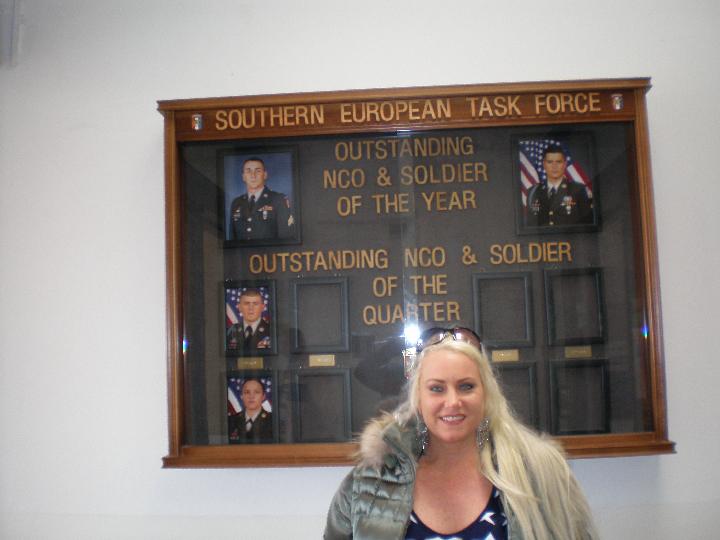 SOUTHERN EUROPEAN TASK FORCE
OUTSTANDING
NCO & SOLDIER
OF THE YEAR
OUTSTANDING NCO & SOLDIER
OF THE
QUARTER